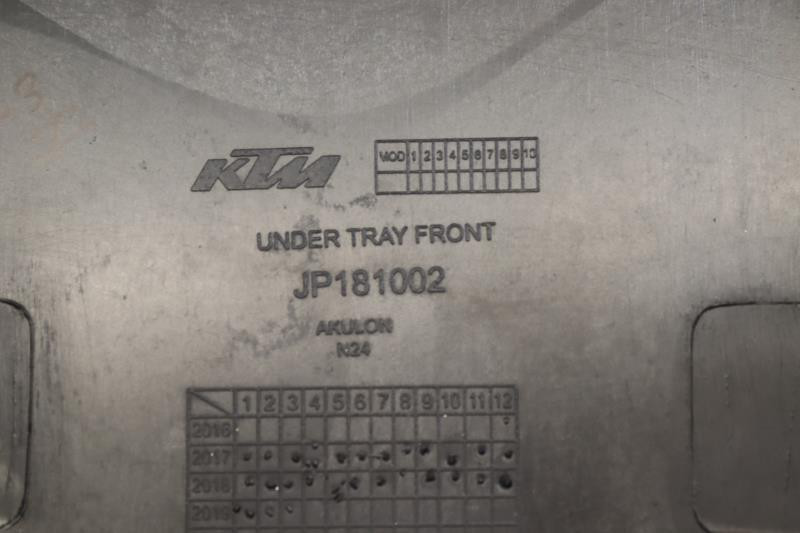 KTM
MOD 1 2 3 4 5 6 7 8 9 10
UNDER TRAY FRONT
JP181002
AKULON
N24
1 2 3 4 5 6 7 8 9 10 11 12
2016
2017
2018
2019